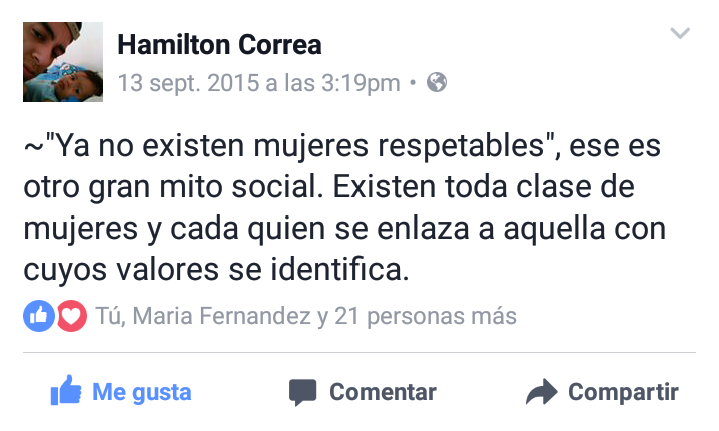 Hamilton Correa
13 sept. 2015 a las 3:19pm •
~"Ya no existen mujeres respetables", ese es
otro gran mito social. Existen toda clase de
mujeres y cada quien se enlaza a aquella con
cuyos valores se identifica.
Tú, Maria Fernandez y 21 personas más
Me gusta Comentar Compartir